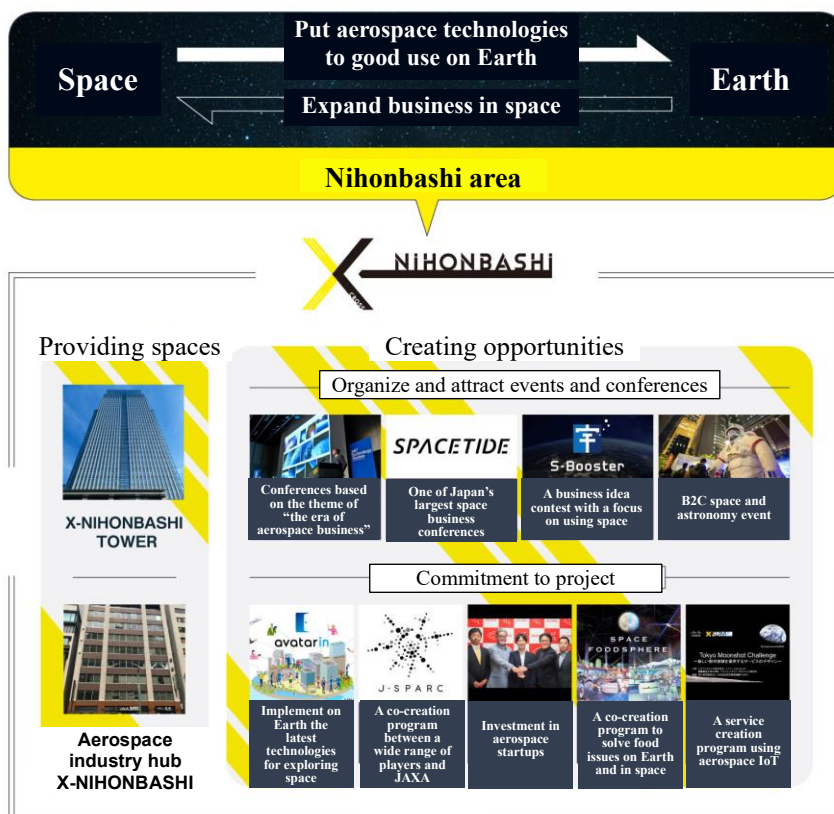 Put aerospace technologies
to good use on Earth
Space
Earth
Expand business in space
Nihonbashi area
CROSS
NiHONBASHi
Providing spaces
Creating opportunities
Organize and attract events and conferences
X-NIHONBASHI
TOWER
Conferences based
on the theme of
“the era of
aerospace business”
SPACETIDE
One of Japan’s
largest space
business
conferences
S-Booster
A business idea
contest with a focus
on using space
B2C space and
astronomy event
Commitment to project
Aerospace
industry hub
X-NIHONBASHI
avatarin
Implement on
Earth the
latest
technologies
for exploring
space
J-SPARC
A co-creation
program
between a
wide range of
players and
JAXA
Investment in
aerospace
startups
SPACE
FOODSPHERE
A co-creation
program to
solve food
issues on Earth
and in space
Tokyo Moonshot Challenge
A service
creation
program using
aerospace IoT